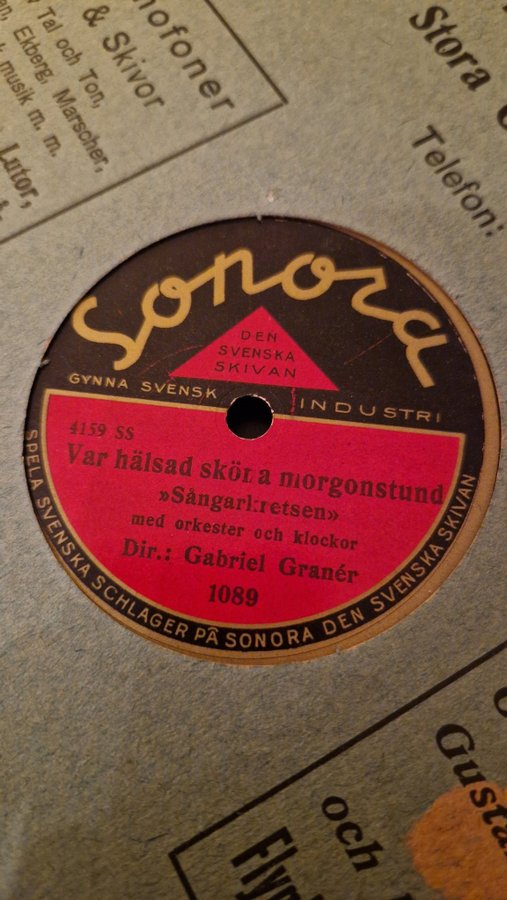 ofoner
& Skivor
Tal och Ton,
Ekberg, Marscher,
musik m. m.
Lutor,
Stora
Telefon:
Sonora
DEN
SVENSKA
SKIVAN
GYNNA SVENSK INDUSTRI
4159 SS
Var hälsad sköna morgonstund
»Sångarkretsen»
med orkester och klockor
Dir.: Gabriel Granér
1089
SPELA SVENSKA SCHLAGER PÅ SONORA DEN SVENSKA SKIVAN
Gusta
och